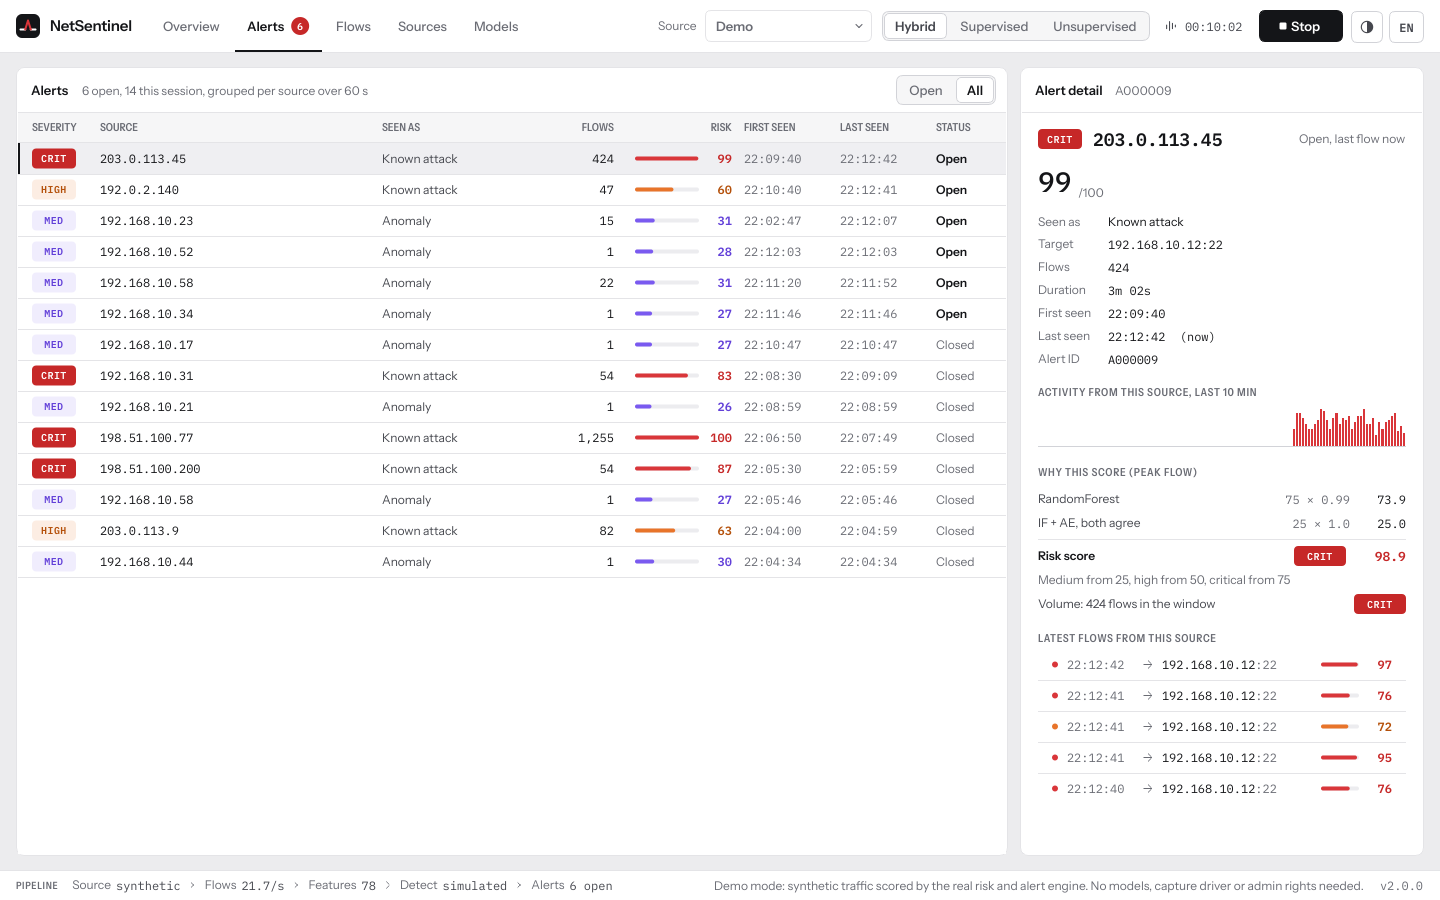 NetSentinel Overview Alerts 6 Flows Sources Models Source Demo Hybrid Supervised Unsupervised 00:10:02 Stop EN
Alerts 6 open, 14 this session, grouped per source over 60 s Open All
SEVERITY SOURCE SEEN AS FLOWS RISK FIRST SEEN LAST SEEN STATUS
CRIT 203.0.113.45 Known attack 424 99 22:09:40 22:12:42 Open
HIGH 192.0.2.140 Known attack 47 60 22:10:40 22:12:41 Open
MED 192.168.10.23 Anomaly 15 31 22:02:47 22:12:07 Open
MED 192.168.10.52 Anomaly 1 28 22:12:03 22:12:03 Open
MED 192.168.10.58 Anomaly 22 31 22:11:20 22:11:52 Open
MED 192.168.10.34 Anomaly 1 27 22:11:46 22:11:46 Open
MED 192.168.10.17 Anomaly 1 27 22:10:47 22:10:47 Closed
CRIT 192.168.10.31 Known attack 54 83 22:08:30 22:09:09 Closed
MED 192.168.10.21 Anomaly 1 26 22:08:59 22:08:59 Closed
CRIT 198.51.100.77 Known attack 1,255 100 22:06:50 22:07:49 Closed
CRIT 198.51.100.200 Known attack 54 87 22:05:30 22:05:59 Closed
MED 192.168.10.58 Anomaly 1 27 22:05:46 22:05:46 Closed
HIGH 203.0.113.9 Known attack 82 63 22:04:00 22:04:59 Closed
MED 192.168.10.44 Anomaly 1 30 22:04:34 22:04:34 Closed
Alert detail A000009
CRIT 203.0.113.45 Open, last flow now
99 /100
Seen as Known attack
Target 192.168.10.12:22
Flows 424
Duration 3m 02s
First seen 22:09:40
Last seen 22:12:42 (now)
Alert ID A000009
ACTIVITY FROM THIS SOURCE, LAST 10 MIN
WHY THIS SCORE (PEAK FLOW)
RandomForest 75 × 0.99 73.9
IF + AE, both agree 25 × 1.0 25.0
Risk score CRIT 98.9
Medium from 25, high from 50, critical from 75
Volume: 424 flows in the window CRIT
LATEST FLOWS FROM THIS SOURCE
22:12:42 → 192.168.10.12:22 97
22:12:41 → 192.168.10.12:22 76
22:12:41 → 192.168.10.12:22 72
22:12:41 → 192.168.10.12:22 95
22:12:40 → 192.168.10.12:22 76
PIPELINE Source synthetic › Flows 21.7/s › Features 78 › Detect simulated › Alerts 6 open Demo mode: synthetic traffic scored by the real risk and alert engine. No models, capture driver or admin rights needed. v2.0.0